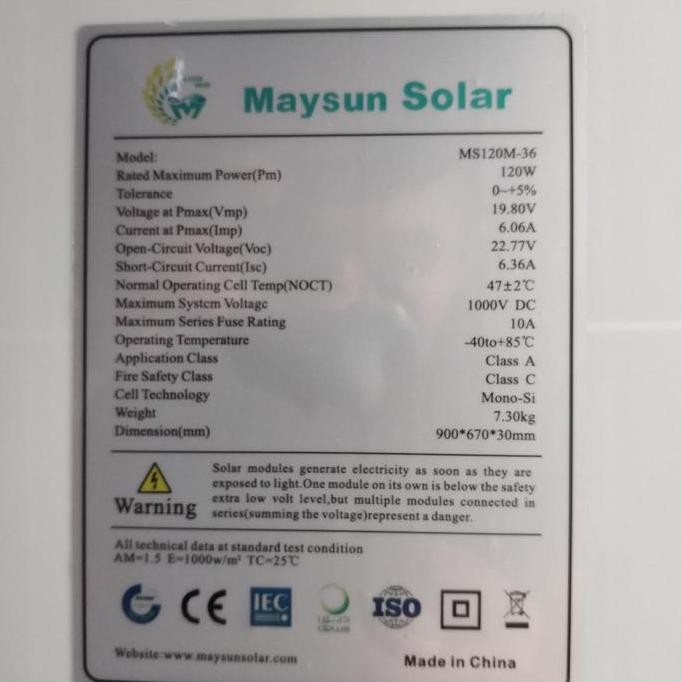 Maysun Solar
Model: MS120M-36
Rated Maximum Power(Pm) 120W
Tolerance 0~+5%
Voltage at Pmax(Vmp) 19.80V
Current at Pmax(Imp) 6.06A
Open-Circuit Voltage(Voc) 22.77V
Short-Circuit Current(Isc) 6.36A
Normal Operating Cell Temp(NOCT) 47±2℃
Maximum System Voltage 1000V DC
Maximum Series Fuse Rating 10A
Operating Temperature -40to+85℃
Application Class Class A
Fire Safety Class Class C
Cell Technology Mono-Si
Weight 7.30kg
Dimension(mm) 900*670*30mm
Solar modules generate electricity as soon as they are
exposed to light.One module on its own is below the safety
extra low volt level,but multiple modules connected in
series(summing the voltage)represent a danger.
Warning
All technical data at standard test condition
AM=1.5 E=1000w/m² TC=25℃
CE IEC ISO
dewa
Website:www.maysunsolar.com Made in China